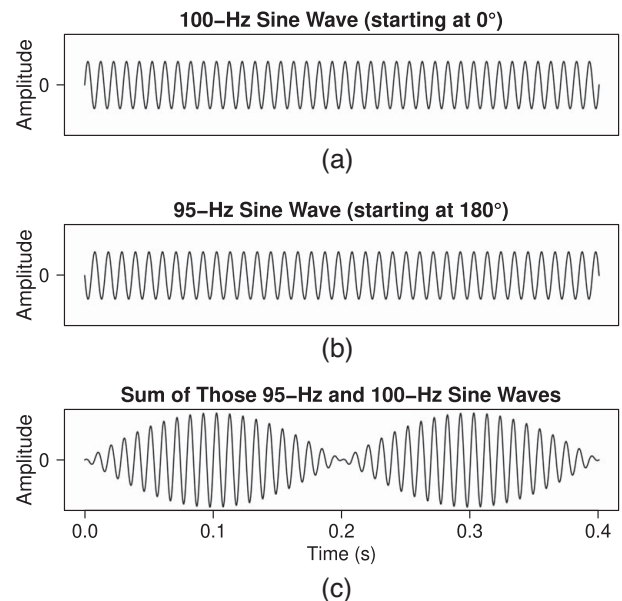 100−Hz Sine Wave (starting at 0°)
Amplitude
0
(a)
95−Hz Sine Wave (starting at 180°)
Amplitude
0
(b)
Sum of Those 95−Hz and 100−Hz Sine Waves
Amplitude
0
0.0 0.1 0.2 0.3 0.4
Time (s)
(c)